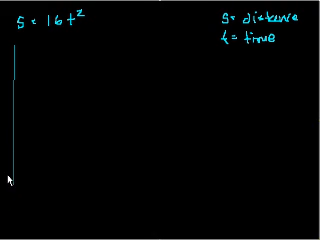 s = 16t²
s = distance
t = time